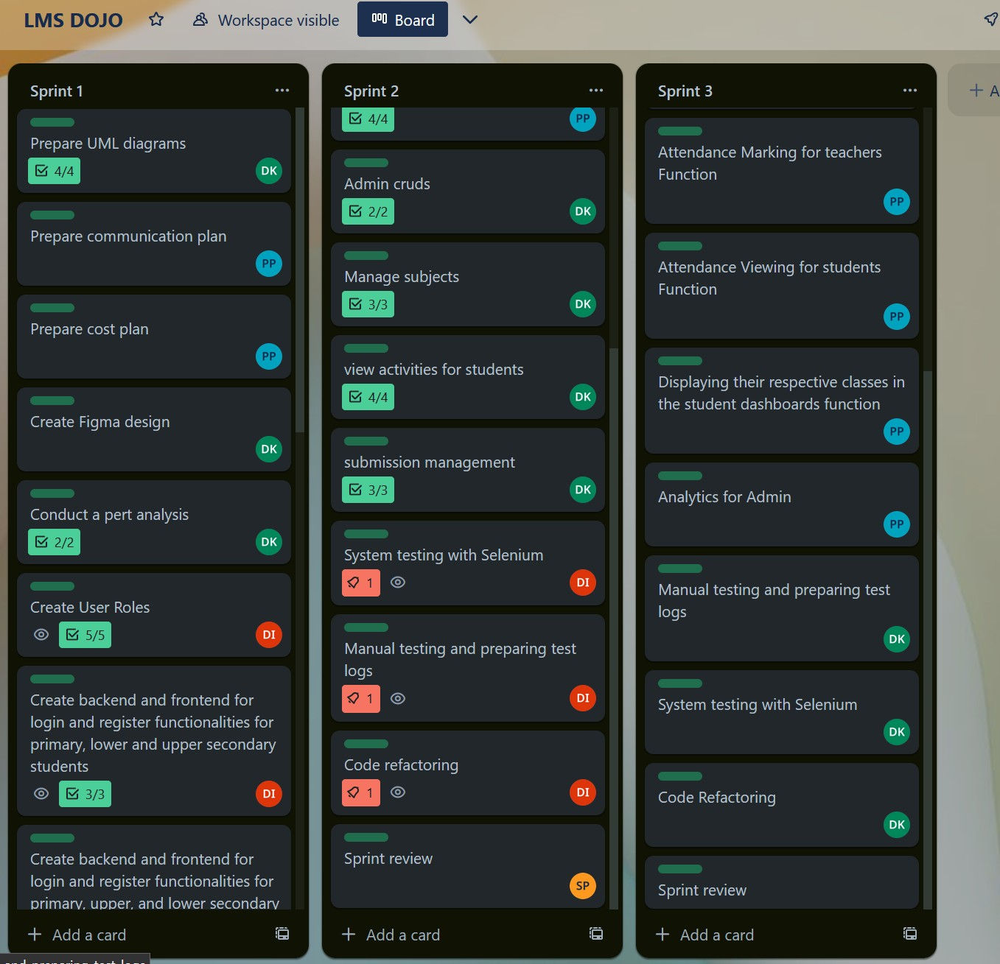 LMS DOJO
Workspace visible
Board
Sprint 1
Prepare UML diagrams
4/4
DK
Prepare communication plan
PP
Prepare cost plan
PP
Create Figma design
DK
Conduct a pert analysis
2/2
DK
Create User Roles
5/5
DI
Create backend and frontend for
login and register functionalities for
primary, lower and upper secondary
students
3/3
DI
Create backend and frontend for
login and register functionalities for
primary, upper, and lower secondary
+ Add a card
Sprint 2
4/4
PP
Admin cruds
2/2
DK
Manage subjects
3/3
DK
view activities for students
4/4
DK
submission management
3/3
DK
System testing with Selenium
1
DI
Manual testing and preparing test
logs
1
DI
Code refactoring
1
DI
Sprint review
SP
+ Add a card
Sprint 3
Attendance Marking for teachers
Function
PP
Attendance Viewing for students
Function
PP
Displaying their respective classes in
the student dashboards function
PP
Analytics for Admin
PP
Manual testing and preparing test
logs
DK
System testing with Selenium
DK
Code Refactoring
DK
Sprint review
+ Add a card
+ A
and preparing test logs